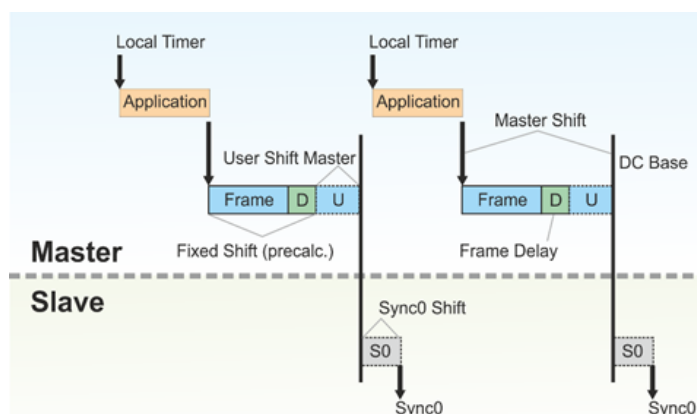 Local Timer
Local Timer
Application
Application
Master Shift
User Shift Master
DC Base
Frame
D
U
Frame
D
U
Fixed Shift (precalc.)
Frame Delay
Master
Slave
Sync0 Shift
S0
S0
Sync0
Sync0